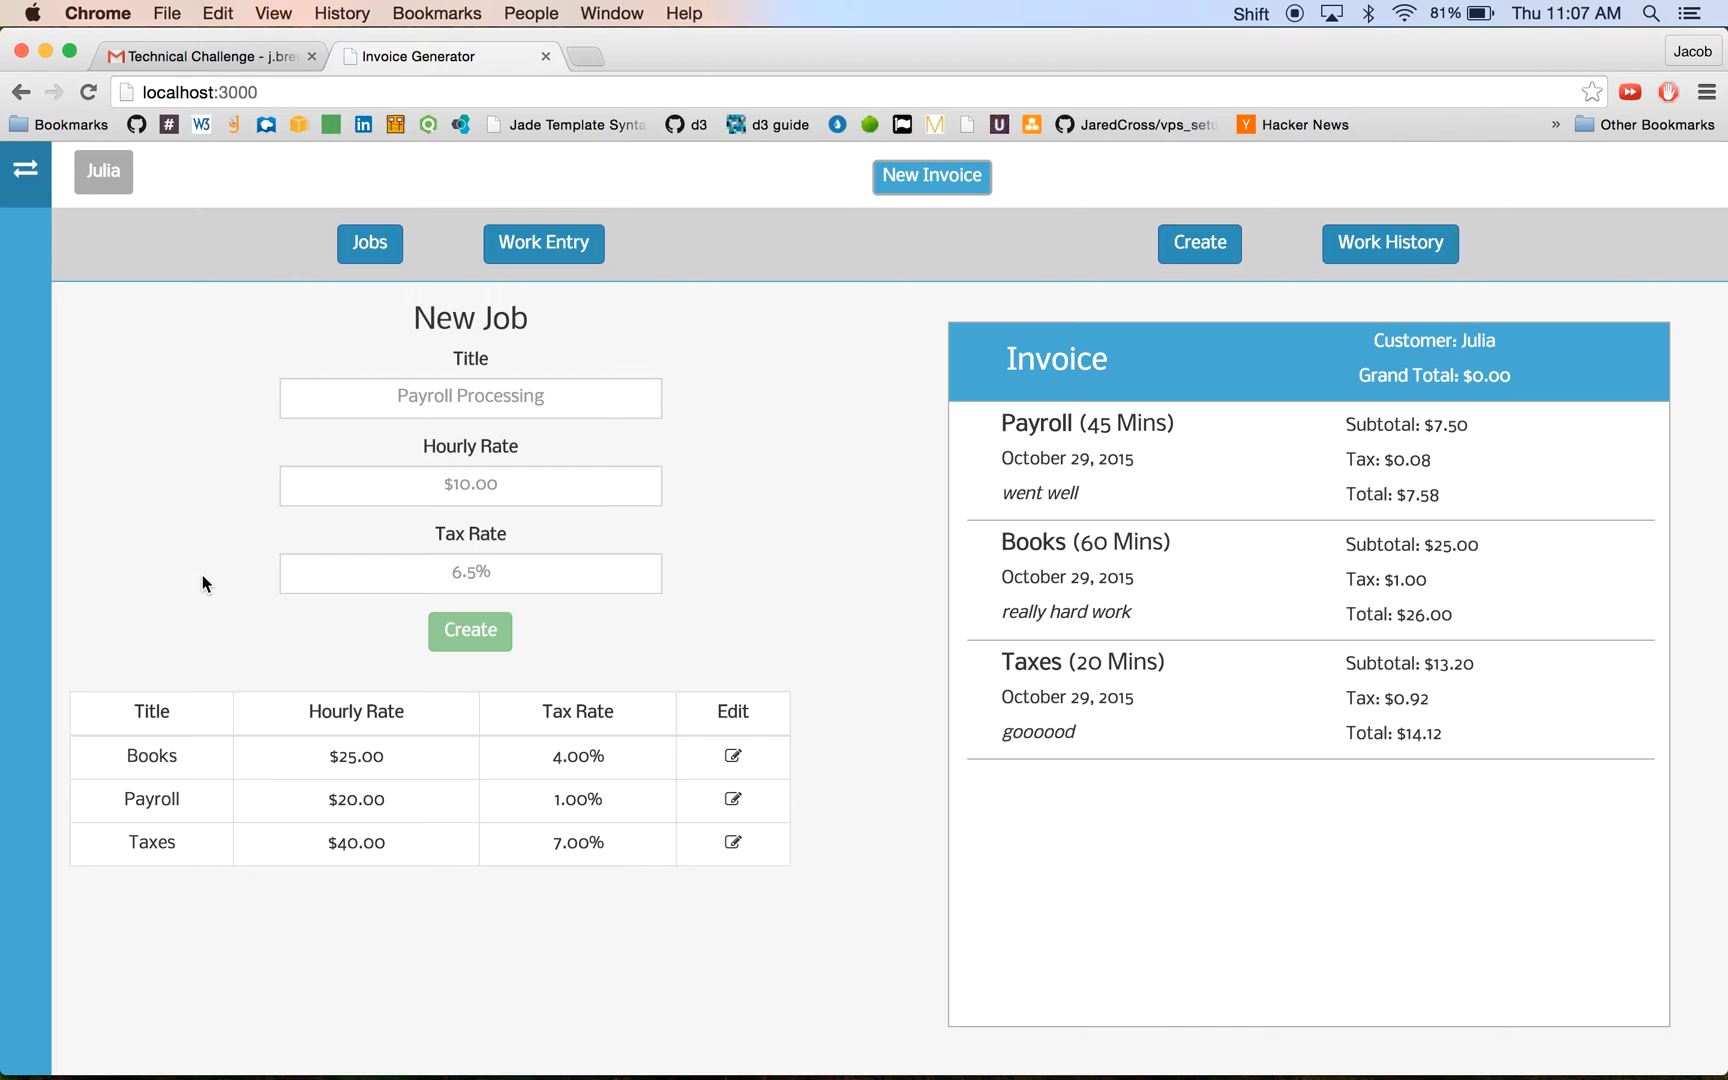 Chrome File Edit View History Bookmarks People Window Help Shift 81% Thu 11:07 AM
Technical Challenge - j.bre Invoice Generator Jacob
localhost:3000
Bookmarks # W3 Jade Template Synta d3 d3 guide M U JaredCross/vps_setu Y Hacker News » Other Bookmarks
Julia New Invoice
Jobs Work Entry Create Work History
New Job
Title
Payroll Processing
Hourly Rate
$10.00
Tax Rate
6.5%
Create
Title Hourly Rate Tax Rate Edit
Books $25.00 4.00%
Payroll $20.00 1.00%
Taxes $40.00 7.00%
Invoice
Customer: Julia
Grand Total: $0.00
Payroll (45 Mins) Subtotal: $7.50
October 29, 2015 Tax: $0.08
went well Total: $7.58
Books (60 Mins) Subtotal: $25.00
October 29, 2015 Tax: $1.00
really hard work Total: $26.00
Taxes (20 Mins) Subtotal: $13.20
October 29, 2015 Tax: $0.92
goooood Total: $14.12